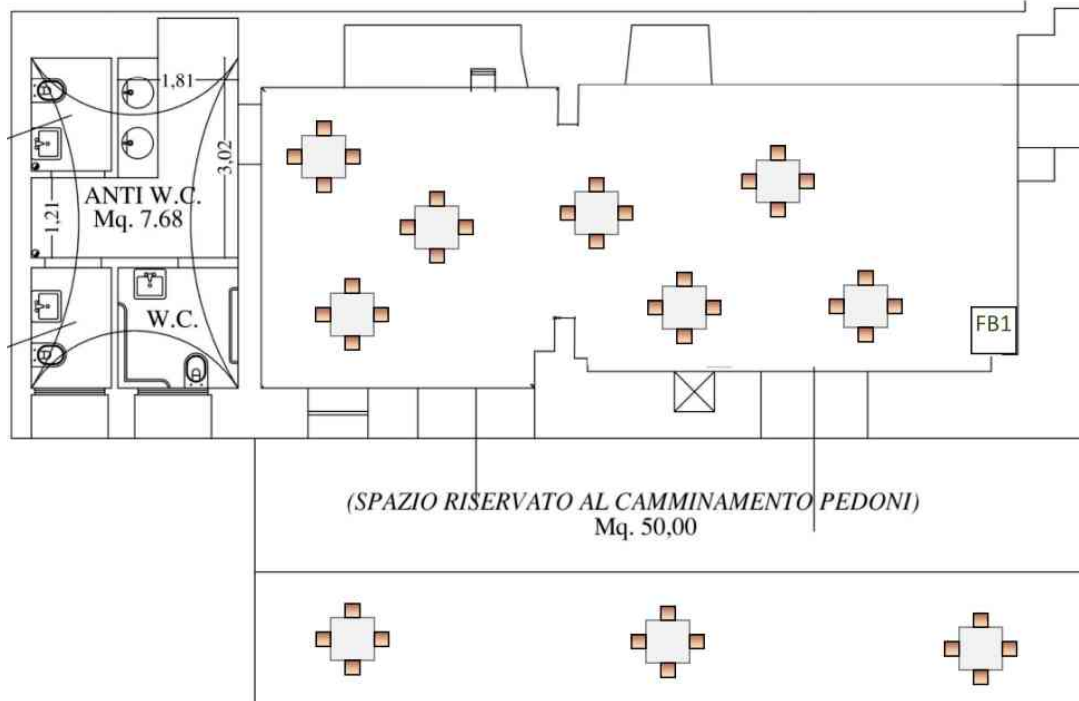 1,81
3,02
ANTI W.C.
Mq. 7.68
1,21
W.C.
FB1
(SPAZIO RISERVATO AL CAMMINAMENTO PEDONI)
Mq. 50,00